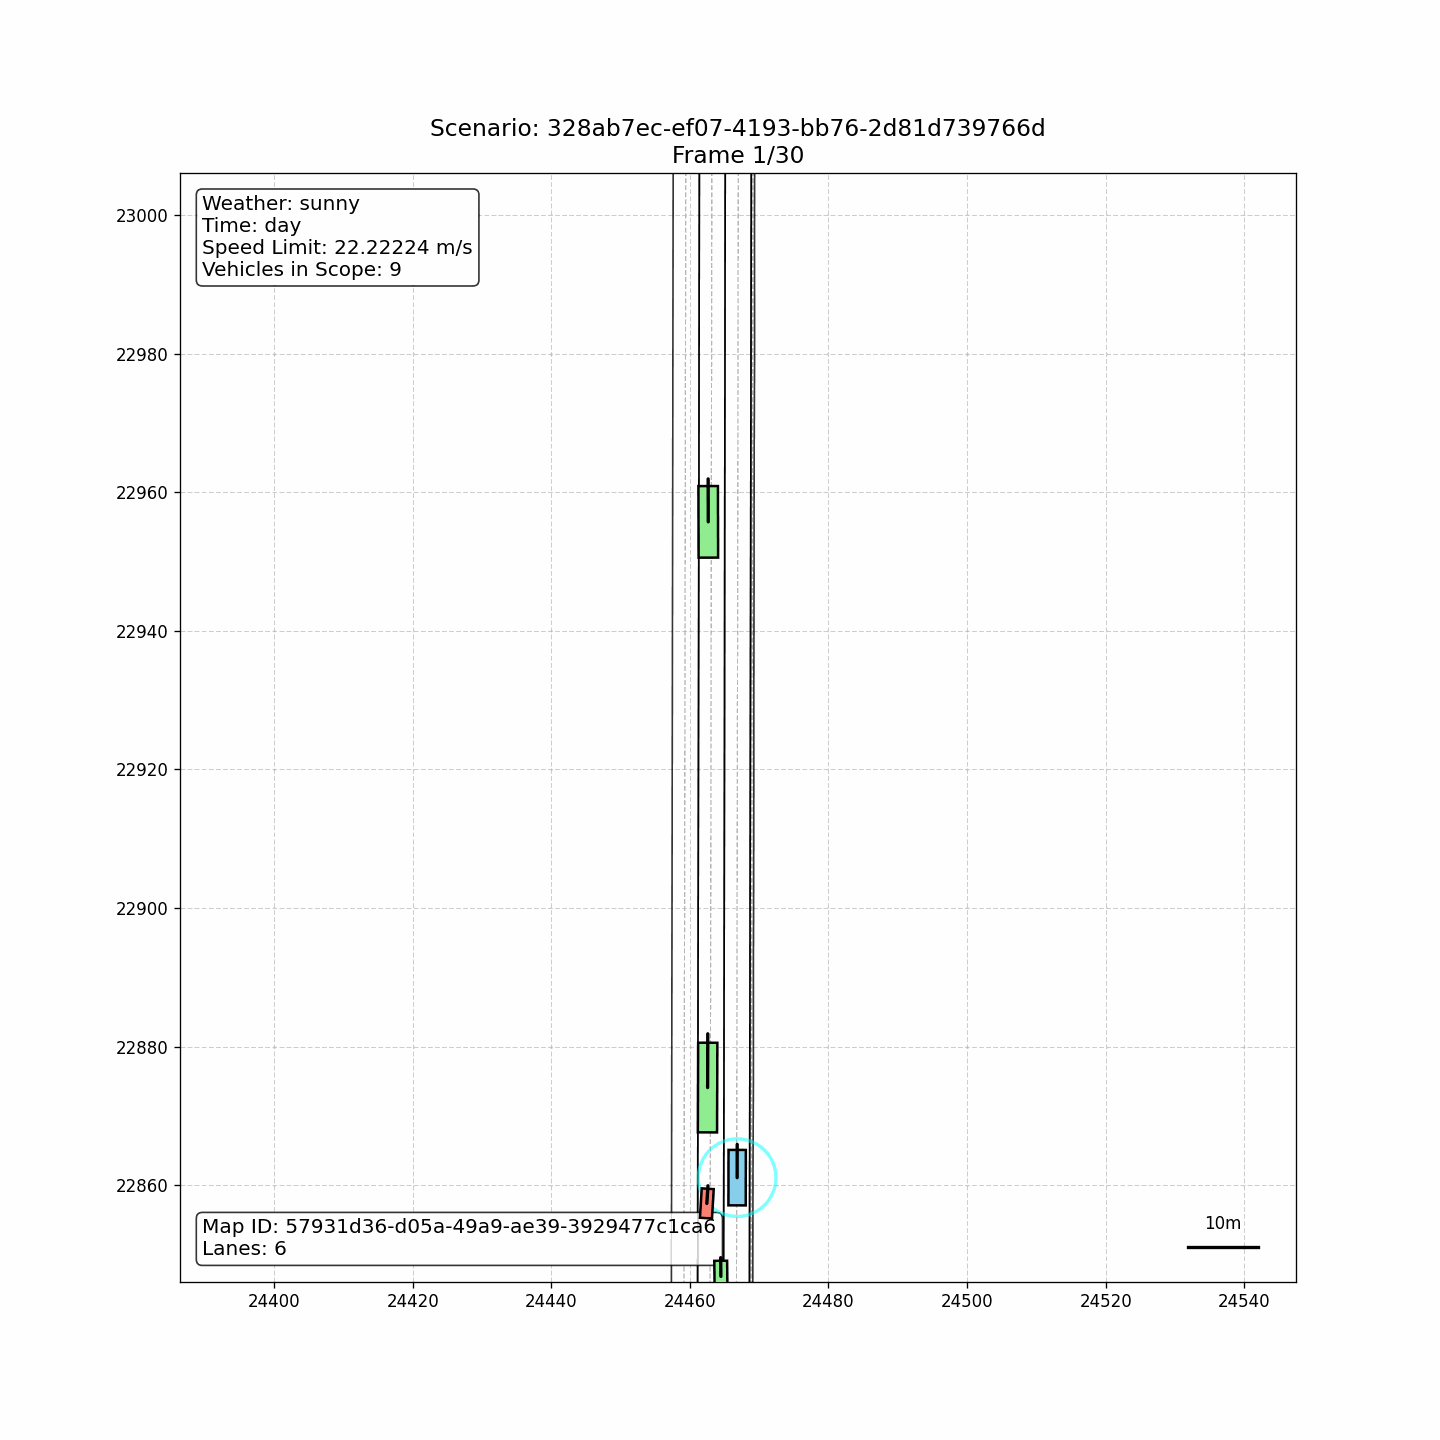 Scenario: 328ab7ec-ef07-4193-bb76-2d81d739766d
Frame 1/30
Weather: sunny
Time: day
Speed Limit: 22.22224 m/s
Vehicles in Scope: 9
23000
22980
22960
22940
22920
22900
22880
22860
Map ID: 57931d36-d05a-49a9-ae39-3929477c1ca6
Lanes: 6
10m
24400
24420
24440
24460
24480
24500
24520
24540